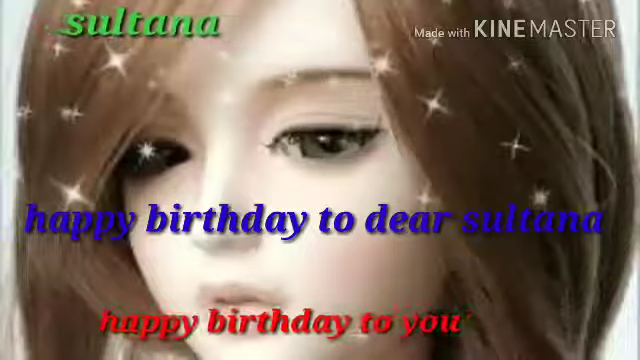 sultana
Made with KINEMASTER
happy birthday to dear sultana
happy birthday to you